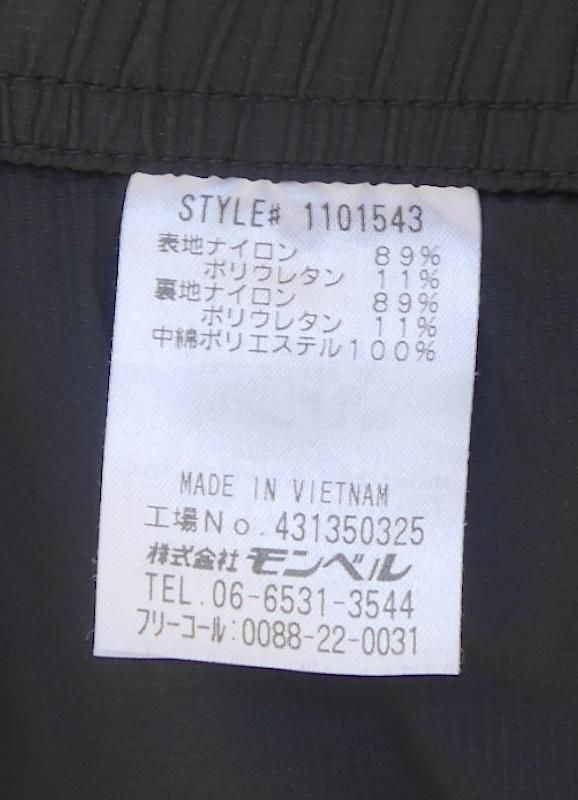 STYLE# 1101543
表地ナイロン 89%
ポリウレタン 11%
裏地ナイロン 89%
ポリウレタン 11%
中綿ポリエステル100%
MADE IN VIETNAM
工場No.431350325
株式会社モンベル
TEL.06-6531-3544
フリーコール:0088-22-0031